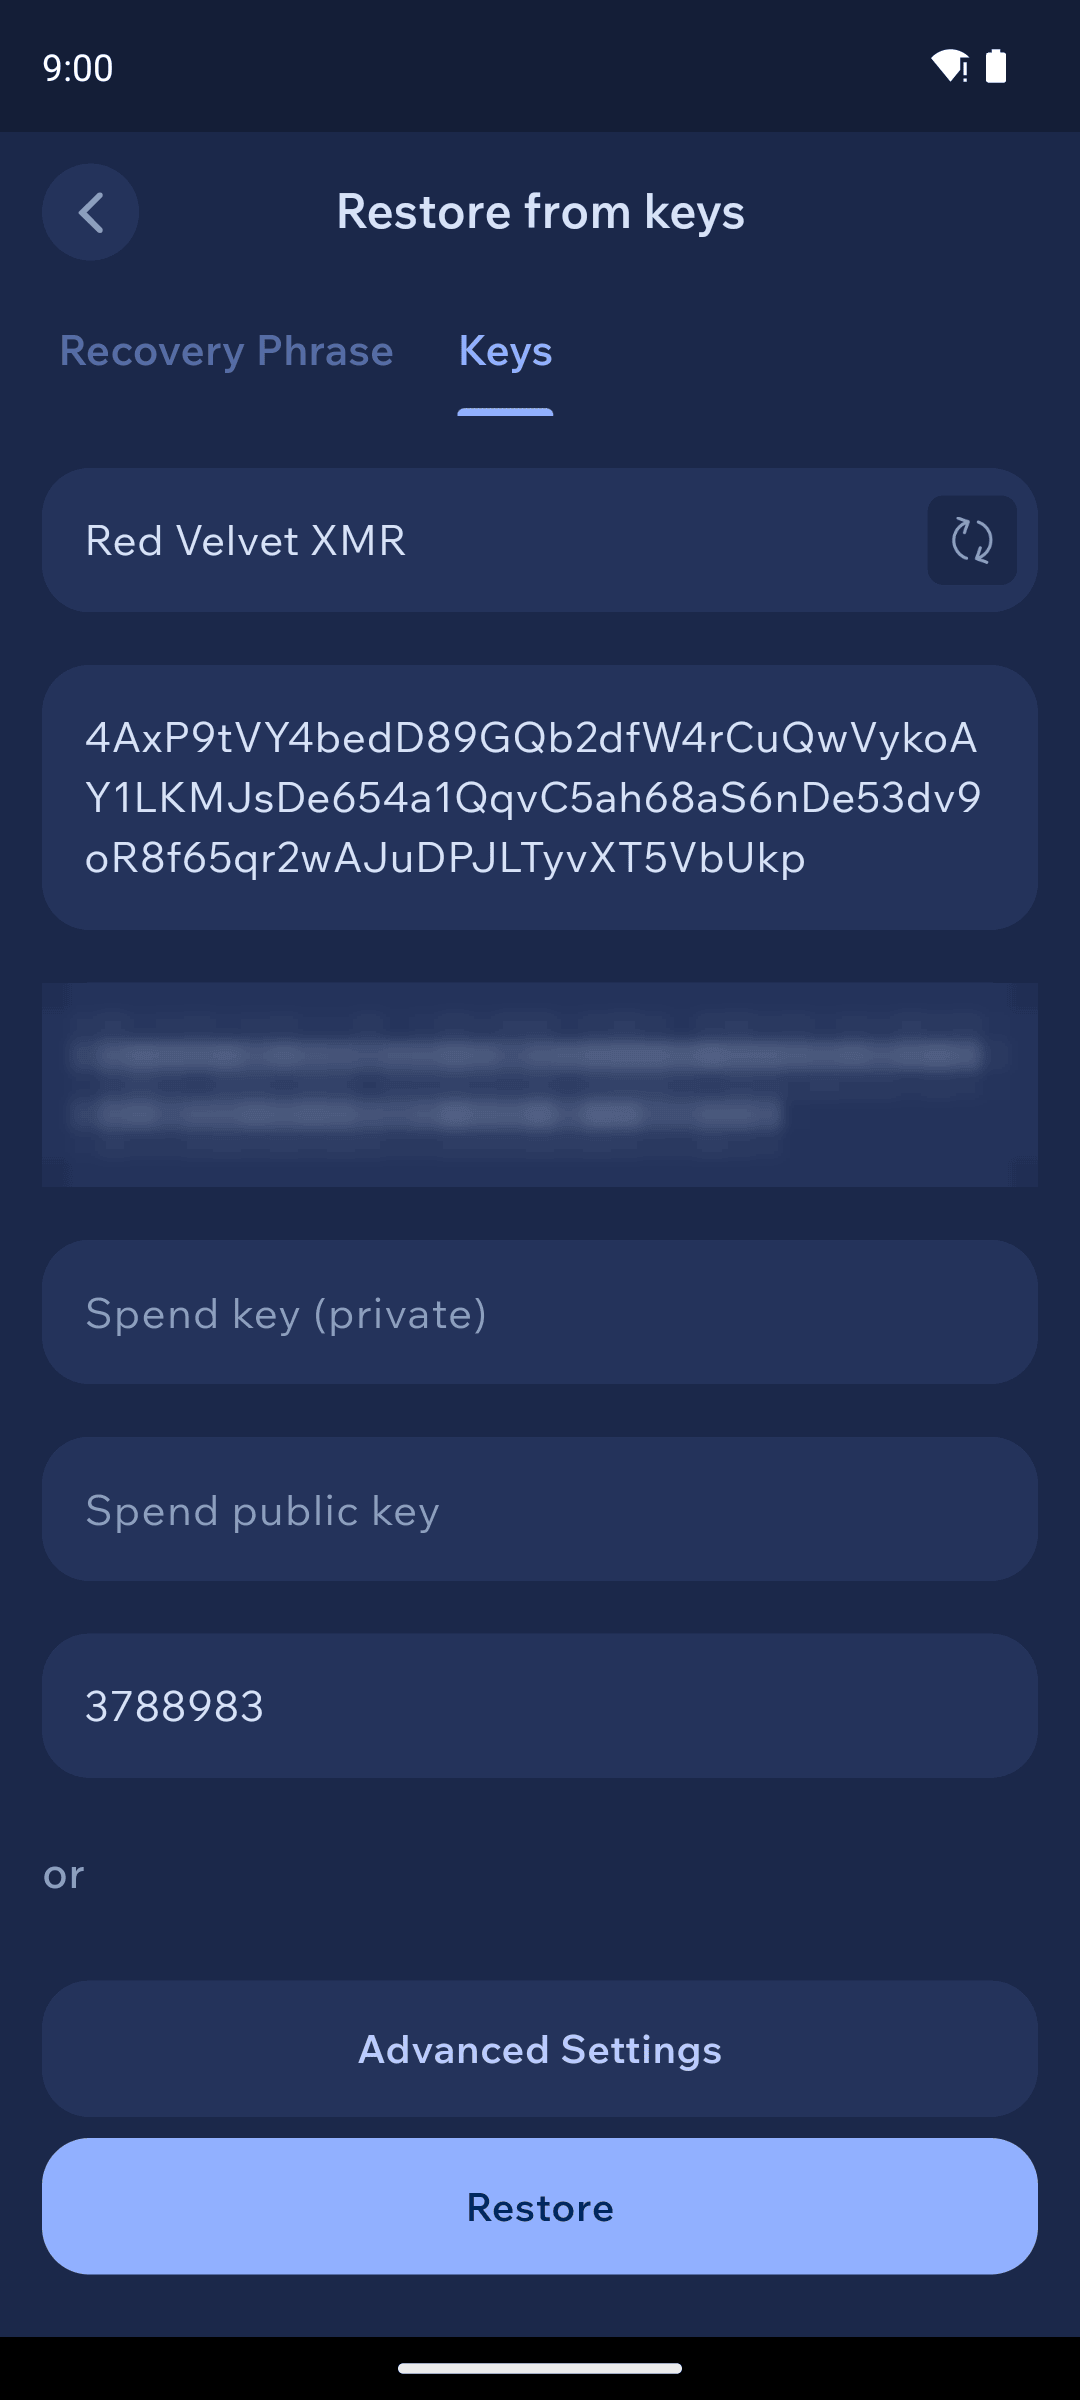 9:00
Restore from keys
Recovery Phrase
Keys
Red Velvet XMR
4AxP9tVY4bedD89GQb2dfW4rCuQwVykoA
Y1LKMJsDe654a1QqvC5ah68aS6nDe53dv9
oR8f65qr2wAJuDPJLTyvXT5VbUkp
Spend key (private)
Spend public key
3788983
or
Advanced Settings
Restore